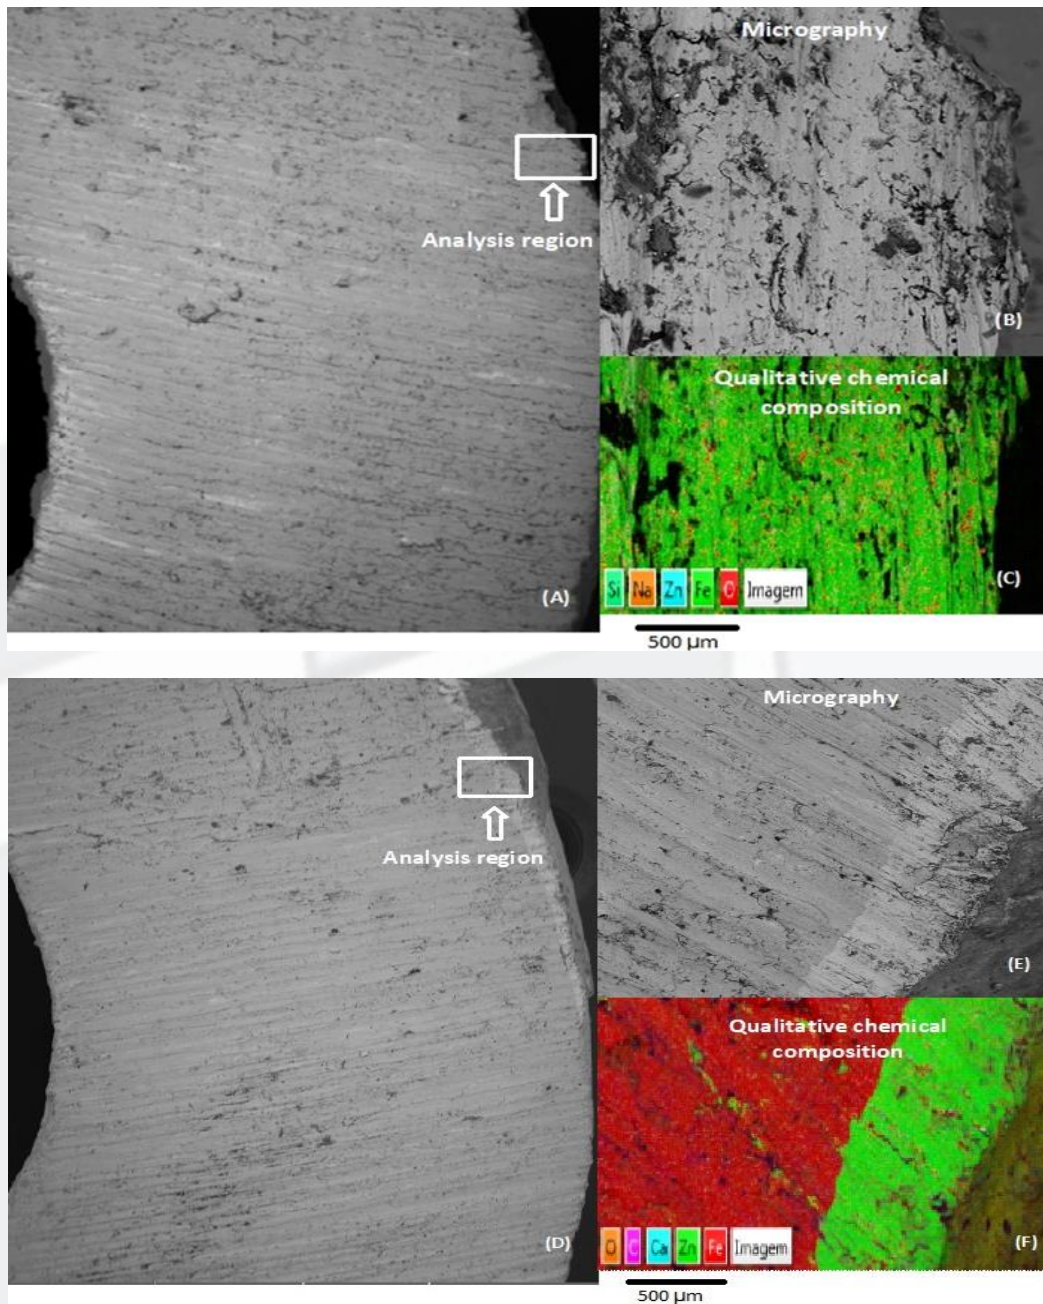 Micrography
Analysis region
(B)
Qualitative chemical
composition
(A)
Si Na Zn Fe O Imagem
(C)
500 µm
Micrography
Analysis region
(E)
Qualitative chemical
composition
(D)
O C Ca Zn Fe Imagem
(F)
500 µm